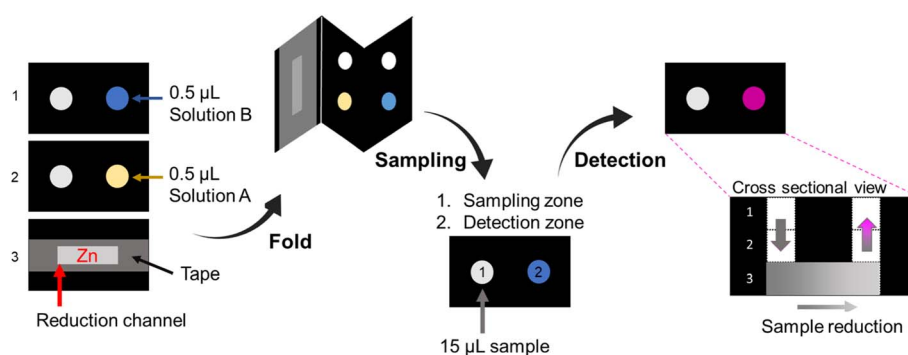 1
0.5 µL
Solution B
2
0.5 µL
Solution A
3
Zn
Tape
Reduction channel
Fold
Sampling
1. Sampling zone
2. Detection zone
1
2
15 µL sample
Detection
Cross sectional view
1
2
3
Sample reduction